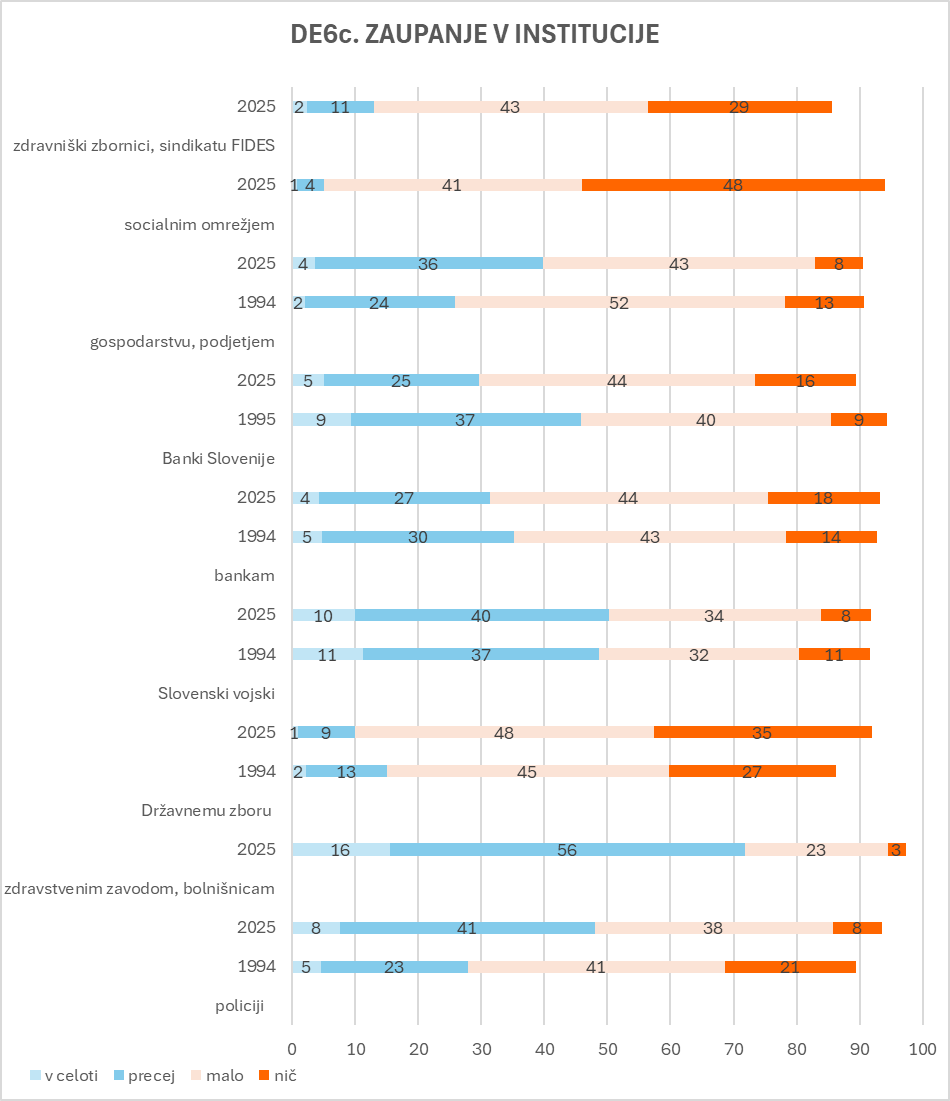 DE6c. ZAUPANJE V INSTITUCIJE
2025 2 11 43 29
zdravniški zbornici, sindikatu FIDES
2025 1 4 41 48
socialnim omrežjem
2025 4 36 43 8
1994 2 24 52 13
gospodarstvu, podjetjem
2025 5 25 44 16
1995 9 37 40 9
Banki Slovenije
2025 4 27 44 18
1994 5 30 43 14
bankam
2025 10 40 34 8
1994 11 37 32 11
Slovenski vojski
2025 1 9 48 35
1994 2 13 45 27
Državnemu zboru
2025 16 56 23 3
zdravstvenim zavodom, bolnišnicam
2025 8 41 38 8
1994 5 23 41 21
policiji
0 10 20 30 40 50 60 70 80 90 100
v celoti precej malo nič